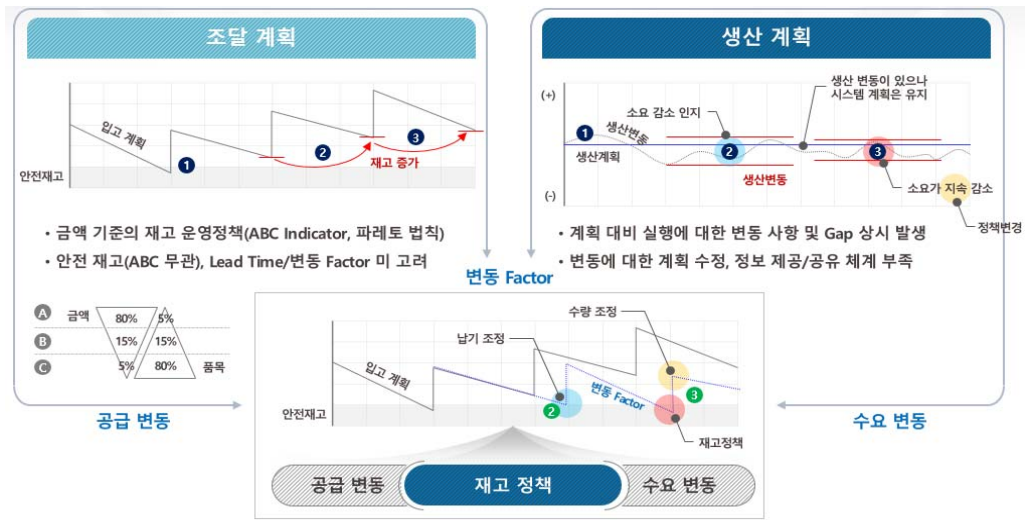 조달 계획
입고 계획
1
2
3
재고 증가
안전재고
• 금액 기준의 재고 운영정책(ABC Indicator, 파레토 법칙)
• 안전 재고(ABC 무관), Lead Time/변동 Factor 미 고려
A 금액 80% 5%
B 15% 15%
C 5% 80% 품목
공급 변동
생산 계획
(+)
(-)
생산 변동이 있으나
시스템 계획은 유지
소요 감소 인지
1
생산변동
생산계획
2
3
생산변동
소요가 지속 감소
정책변경
• 계획 대비 실행에 대한 변동 사항 및 Gap 상시 발생
• 변동에 대한 계획 수정, 정보 제공/공유 체계 부족
수요 변동
변동 Factor
수량 조정
납기 조정
입고 계획
변동 Factor
2
3
안전재고
재고정책
공급 변동
재고 정책
수요 변동